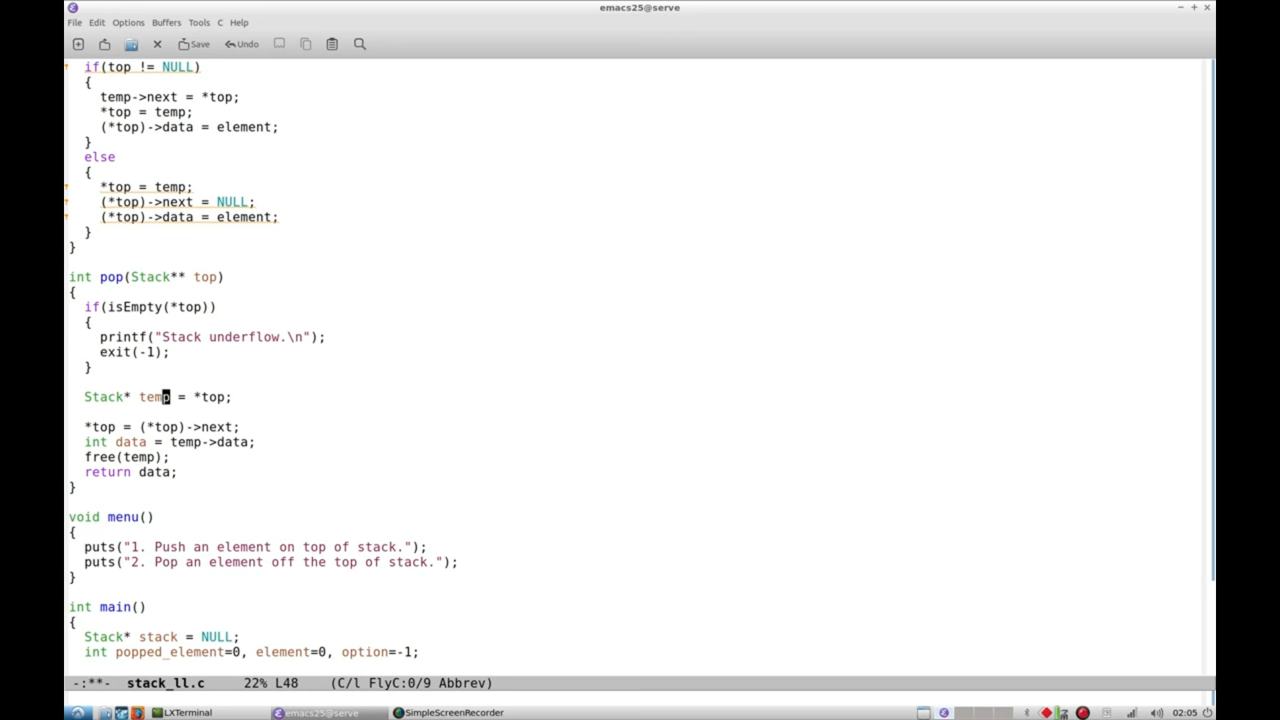 emacs25@serve
File Edit Options Buffers Tools C Help
Save Undo
if(top != NULL)
{
temp->next = *top;
*top = temp;
(*top)->data = element;
}
else
{
*top = temp;
(*top)->next = NULL;
(*top)->data = element;
}
}
int pop(Stack** top)
{
if(isEmpty(*top))
{
printf("Stack underflow.\n");
exit(-1);
}
Stack* temp = *top;
*top = (*top)->next;
int data = temp->data;
free(temp);
return data;
}
void menu()
{
puts("1. Push an element on top of stack.");
puts("2. Pop an element off the top of stack.");
}
int main()
{
Stack* stack = NULL;
int popped_element=0, element=0, option=-1;
-:**- stack_ll.c 22% L48 (C/l FlyC:0/9 Abbrev)
LXTerminal emacs25@serve SimpleScreenRecorder 02:05